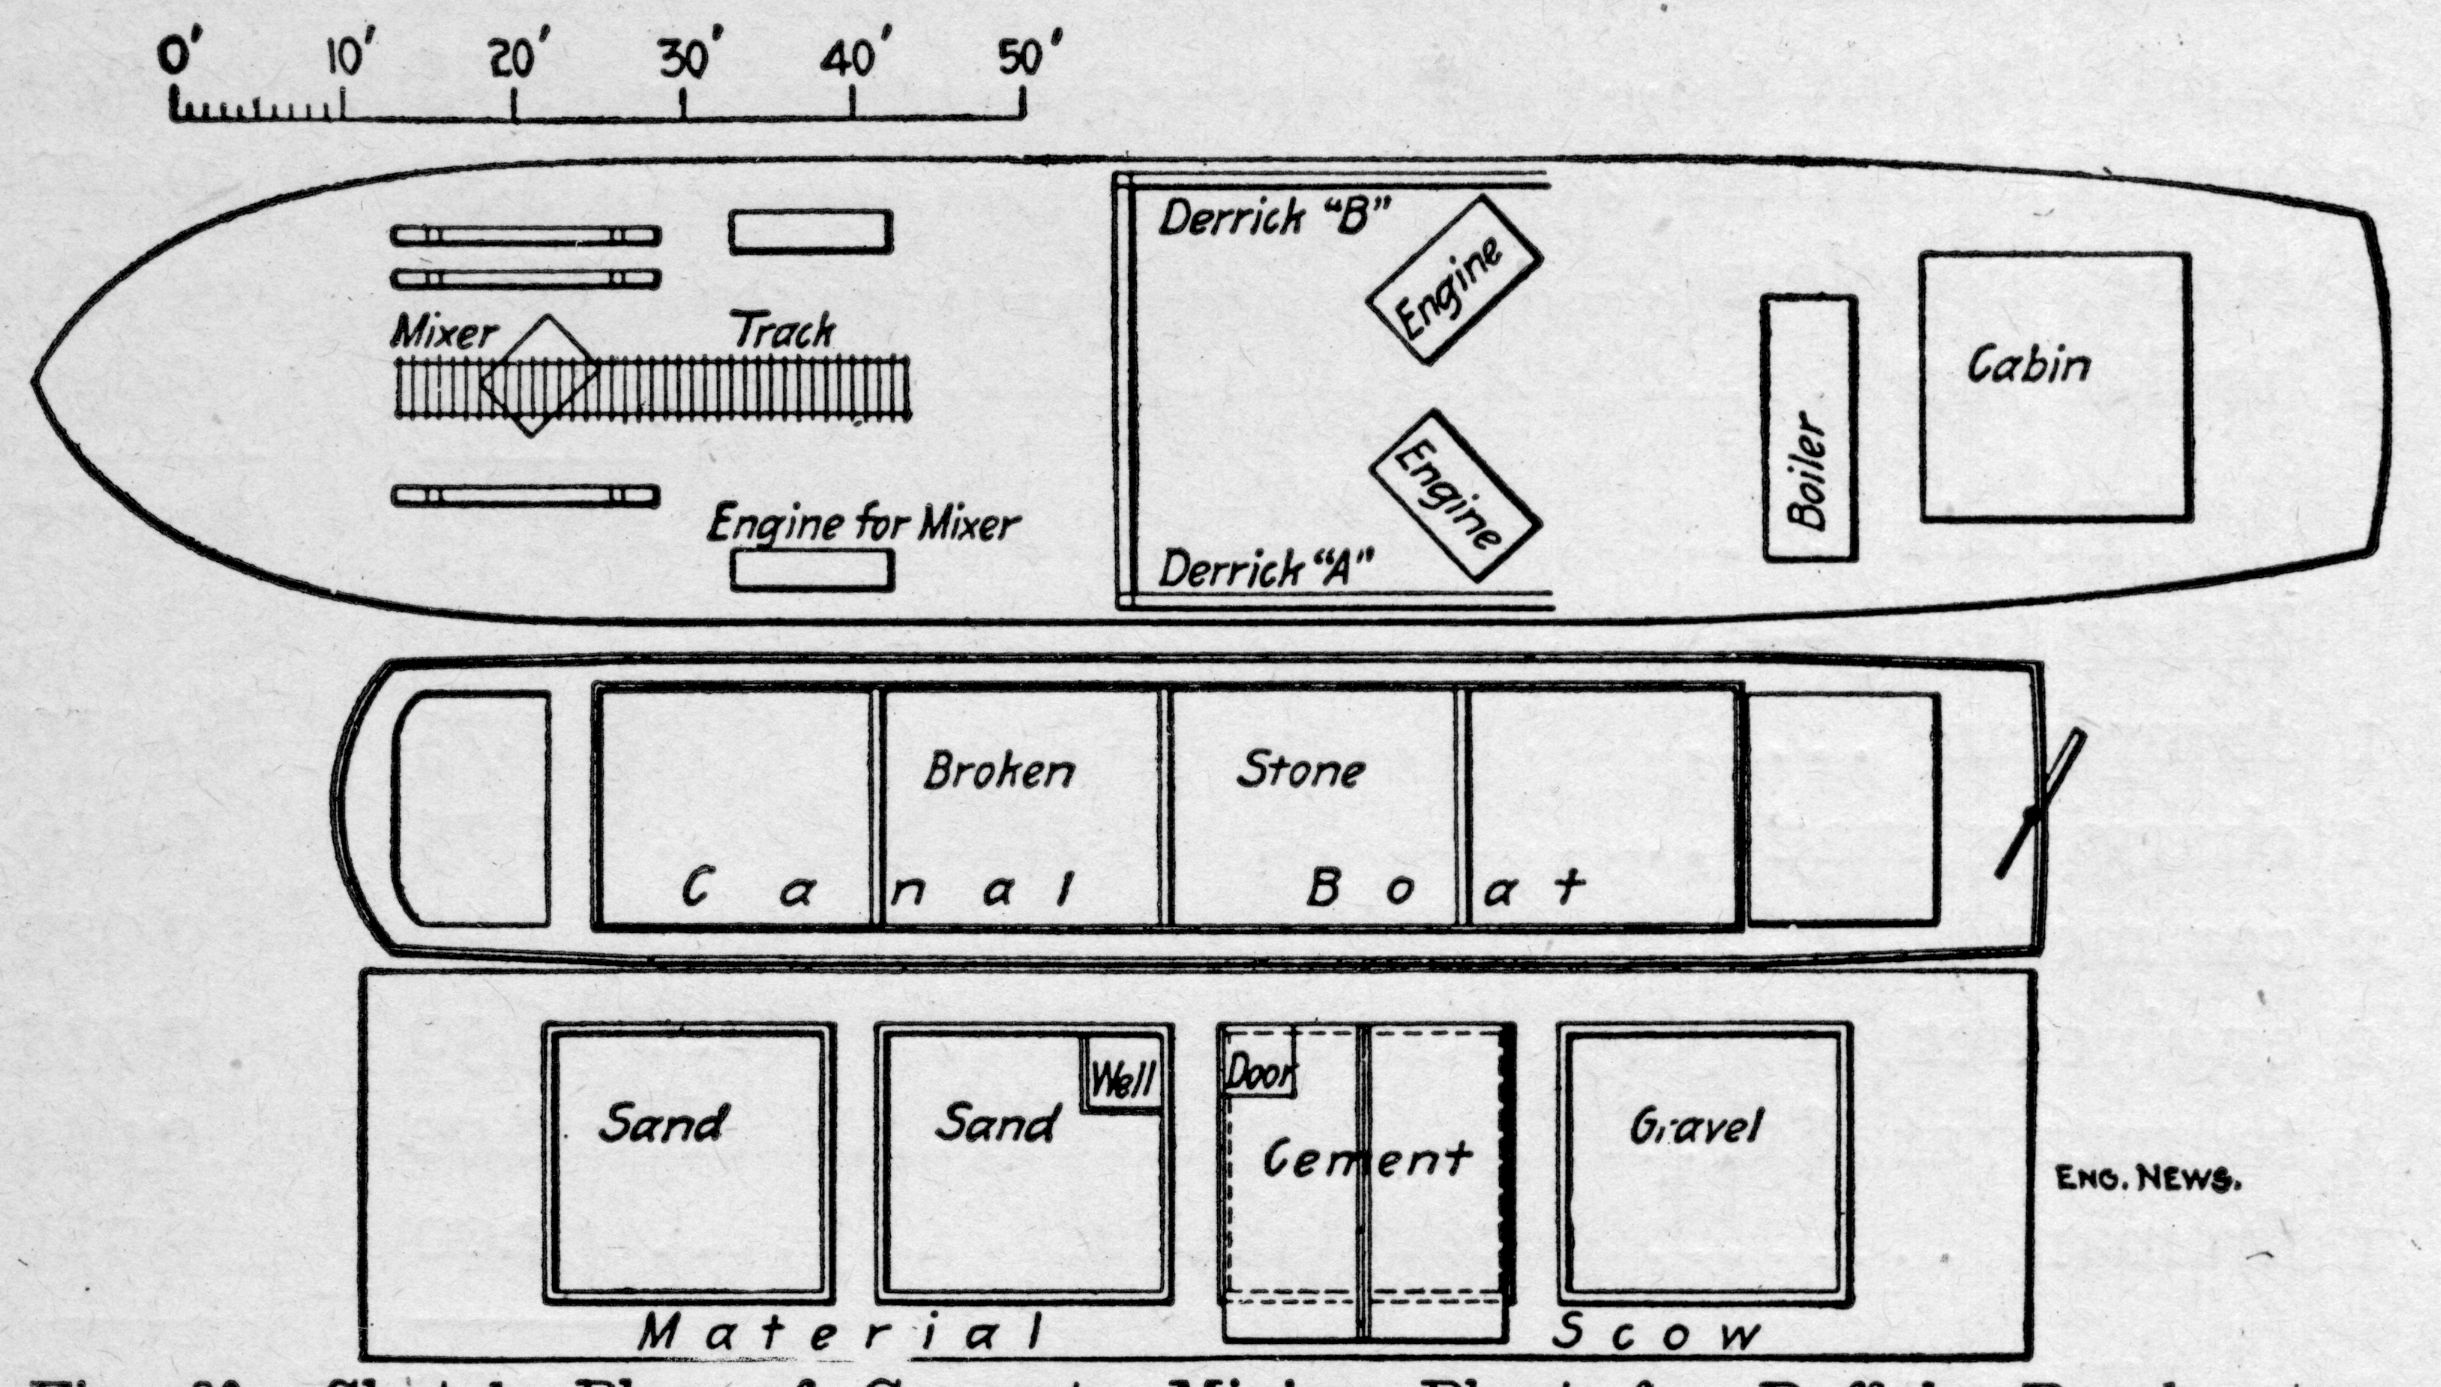 0' 10' 20' 30' 40' 50'
Derrick "B"
Engine
Mixer
Track
Cabin
Boiler
Engine
Engine for Mixer
Derrick "A"
Broken Stone
Canal Boat
Well
Door
Sand
Sand
Cement
Gravel
ENG. NEWS.
Material Scow